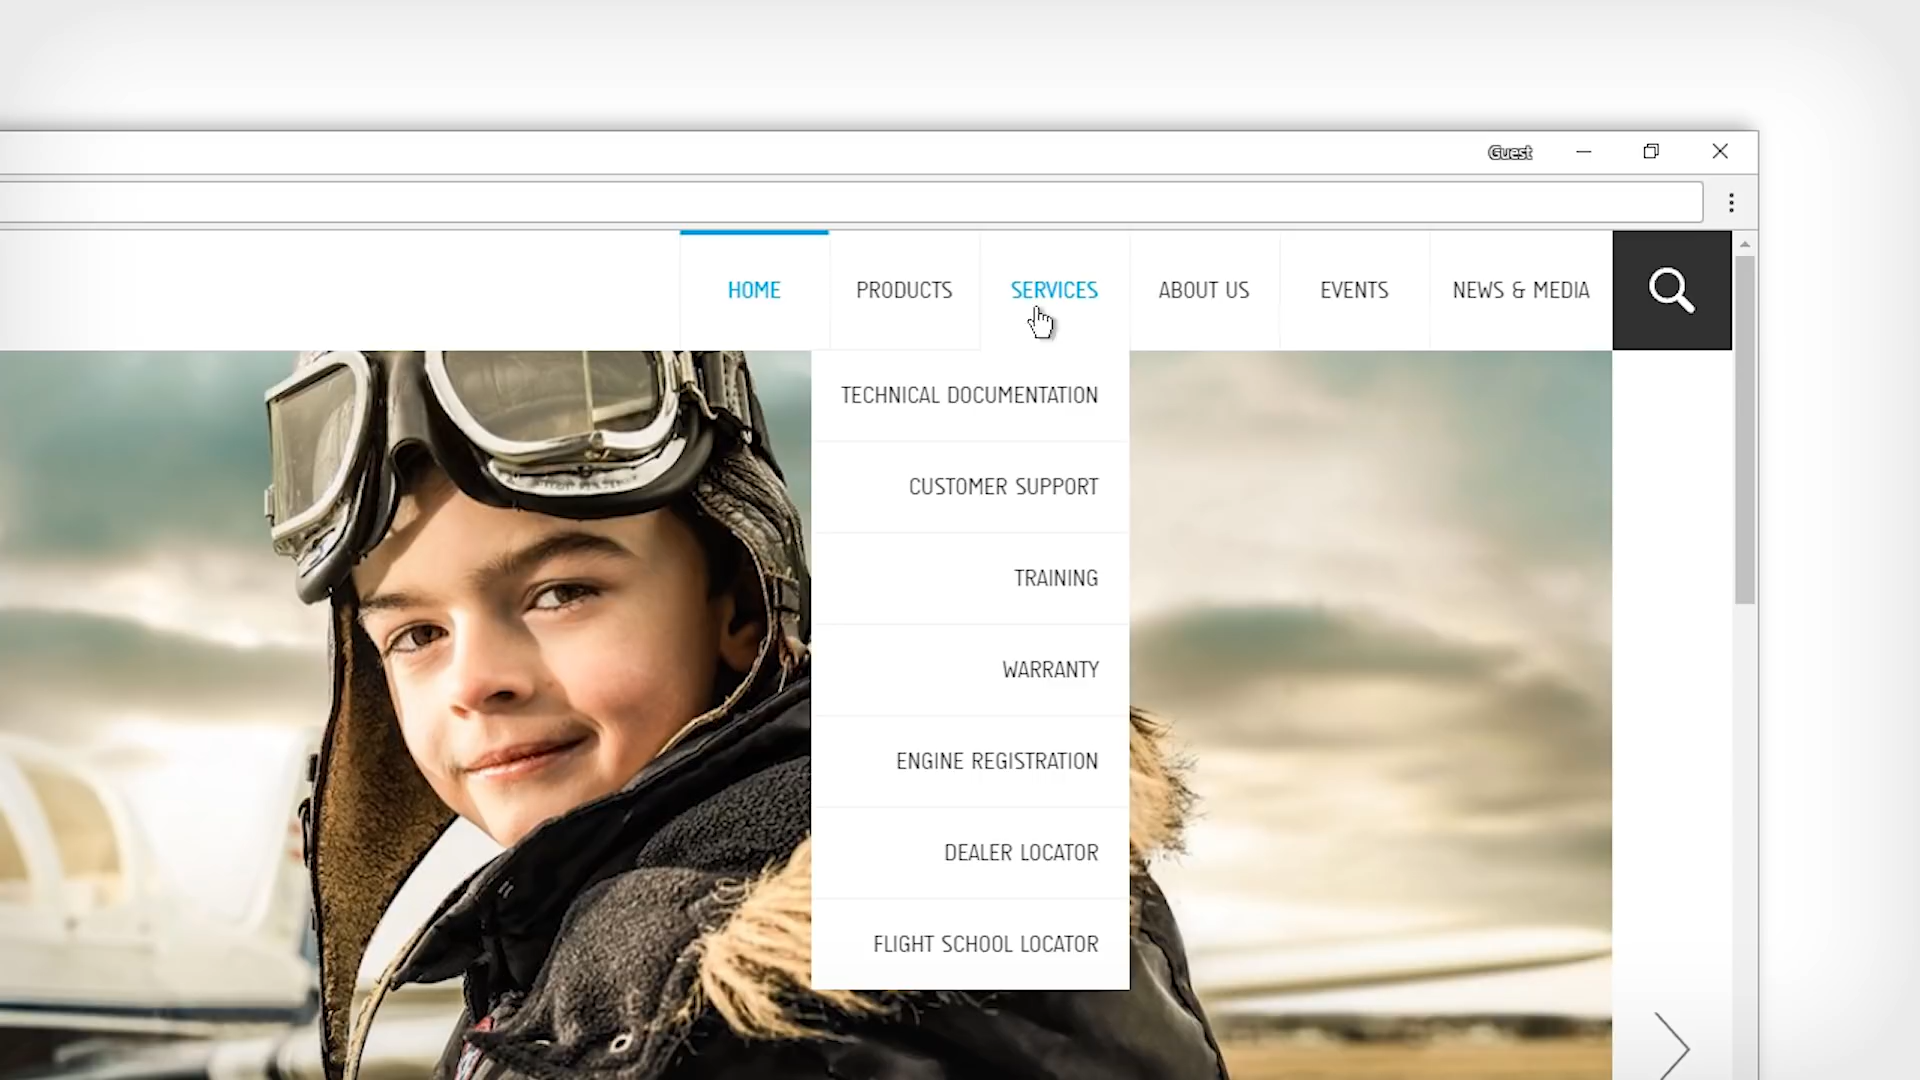 Guest
HOME PRODUCTS SERVICES ABOUT US EVENTS NEWS & MEDIA
TECHNICAL DOCUMENTATION
CUSTOMER SUPPORT
TRAINING
WARRANTY
ENGINE REGISTRATION
DEALER LOCATOR
FLIGHT SCHOOL LOCATOR